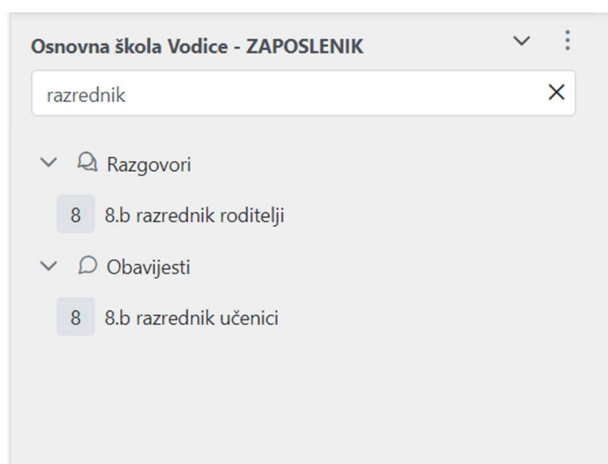 Osnovna škola Vodice - ZAPOSLENIK
razrednik
Razgovori
8 8.b razrednik roditelji
Obavijesti
8 8.b razrednik učenici